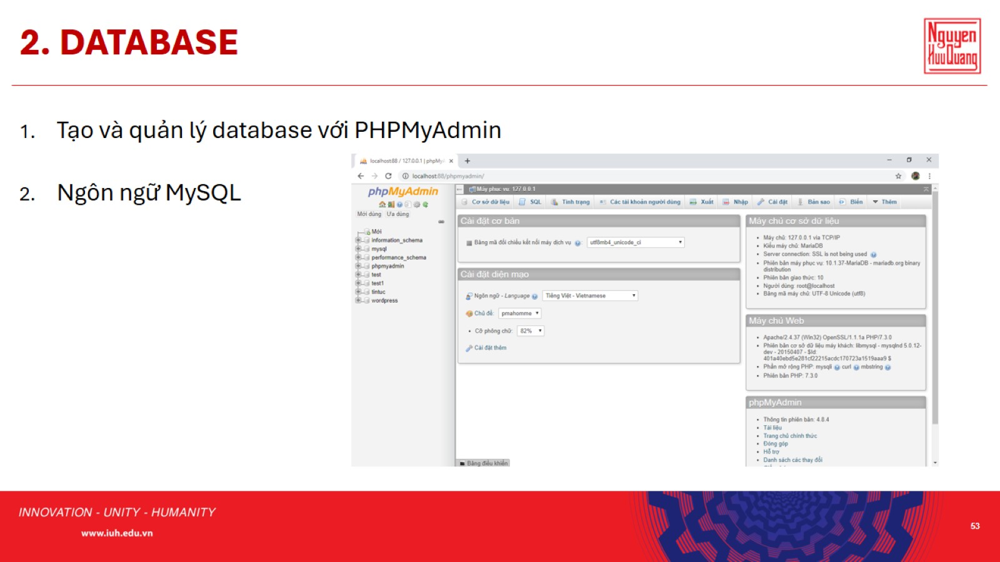 2. DATABASE
Nguyen
HuuQuang
1. Tạo và quản lý database với PHPMyAdmin
2. Ngôn ngữ MySQL
localhost:88 / 127.0.0.1 | phpMy
localhost:88/phpmyadmin/
phpMyAdmin
Mới dùng Ưa dùng
Mới
information_schema
mysql
performance_schema
phpmyadmin
test
test1
tintuc
wordpress
Máy phục vụ: 127.0.0.1
Cơ sở dữ liệu SQL Tình trạng Các tài khoản người dùng Xuất Nhập Cài đặt Bản sao Biến Thêm
Cài đặt cơ bản
Bảng mã đối chiếu kết nối máy dịch vụ : utf8mb4_unicode_ci
Cài đặt diện mạo
Ngôn ngữ - Language Tiếng Việt - Vietnamese
Chủ đề: pmahomme
Cỡ phông chữ: 82%
Cài đặt thêm
Bảng điều khiển
Máy chủ cơ sở dữ liệu
Máy chủ: 127.0.0.1 via TCP/IP
Kiểu máy chủ: MariaDB
Server connection: SSL is not being used
Phiên bản máy phục vụ: 10.1.37-MariaDB - mariadb.org binary
distribution
Phiên bản giao thức: 10
Người dùng: root@localhost
Bảng mã máy chủ: UTF-8 Unicode (utf8)
Máy chủ Web
Apache/2.4.37 (Win32) OpenSSL/1.1.1a PHP/7.3.0
Phiên bản cơ sở dữ liệu máy khách: libmysql - mysqlnd 5.0.12-
dev - 20150407 - $Id:
401a40ebd5e281cf22215acdc170723a1519aaa9 $
Phần mở rộng PHP: mysqli curl mbstring
Phiên bản PHP: 7.3.0
phpMyAdmin
Thông tin phiên bản: 4.8.4
Tài liệu
Trang chủ chính thức
Đóng góp
Hỗ trợ
Danh sách các thay đổi
INNOVATION - UNITY - HUMANITY
www.iuh.edu.vn
53